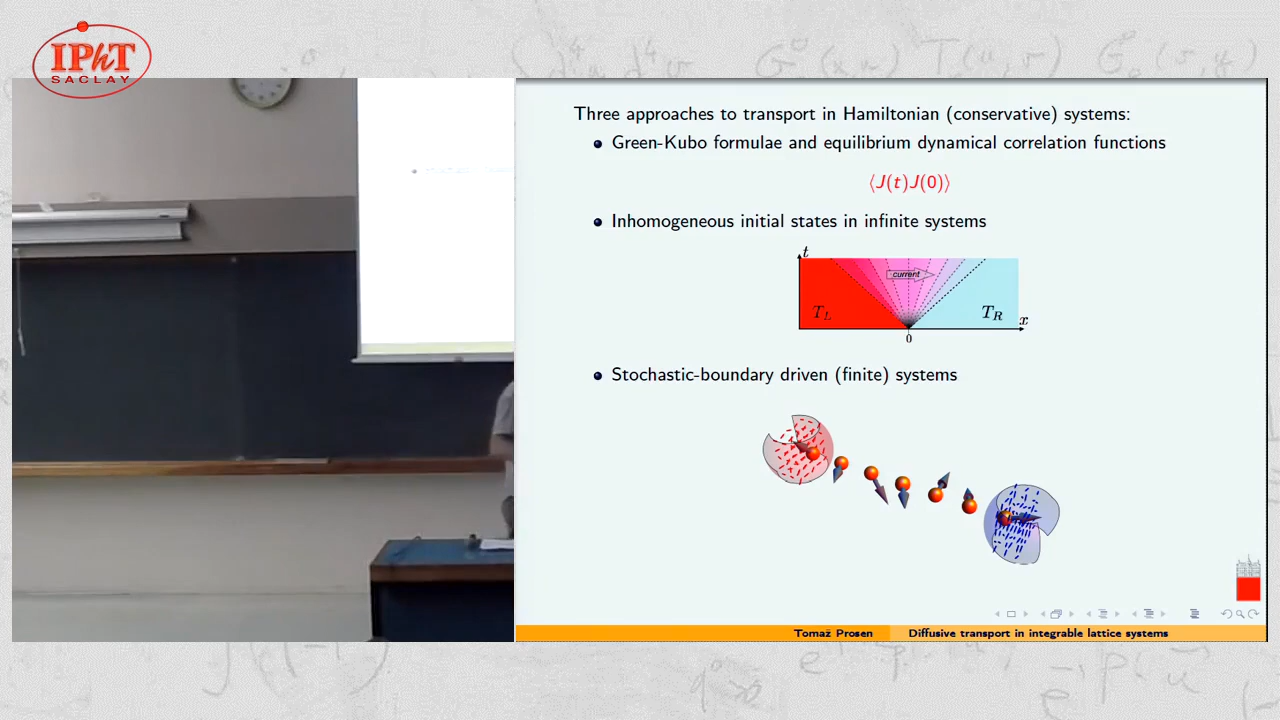 IPhT
SACLAY
Three approaches to transport in Hamiltonian (conservative) systems:
Green-Kubo formulae and equilibrium dynamical correlation functions
⟨J(t)J(0)⟩
Inhomogeneous initial states in infinite systems
t
current
T_L
T_R
x
0
Stochastic-boundary driven (finite) systems
Tomaž Prosen
Diffusive transport in integrable lattice systems